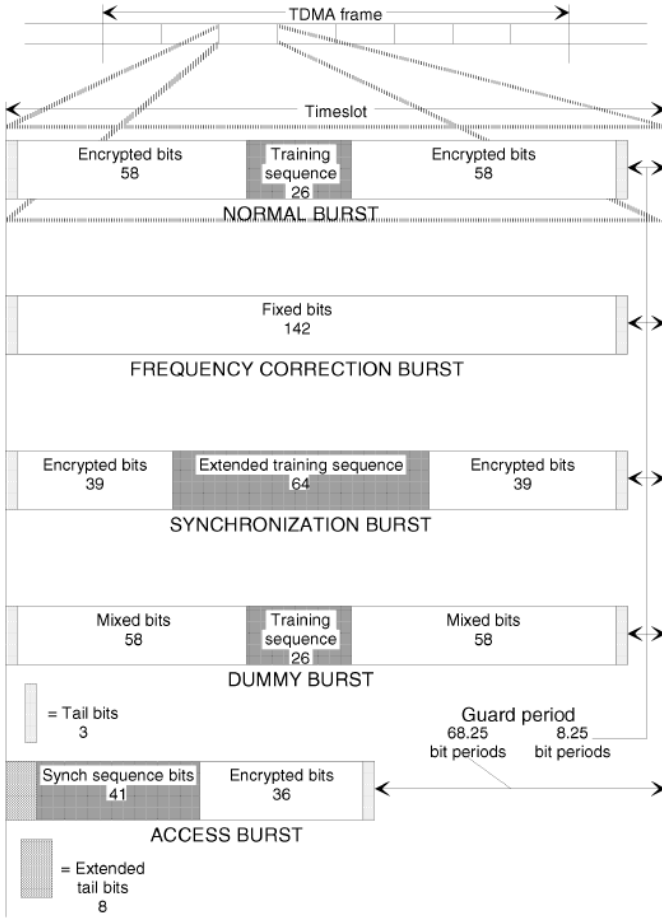 TDMA frame
Timeslot
Encrypted bits
58
Training
sequence
26
Encrypted bits
58
NORMAL BURST
Fixed bits
142
FREQUENCY CORRECTION BURST
Encrypted bits
39
Extended training sequence
64
Encrypted bits
39
SYNCHRONIZATION BURST
Mixed bits
58
Training
sequence
26
Mixed bits
58
DUMMY BURST
= Tail bits
3
Guard period
68.25
bit periods
8.25
bit periods
Synch sequence bits
41
Encrypted bits
36
ACCESS BURST
= Extended
tail bits
8